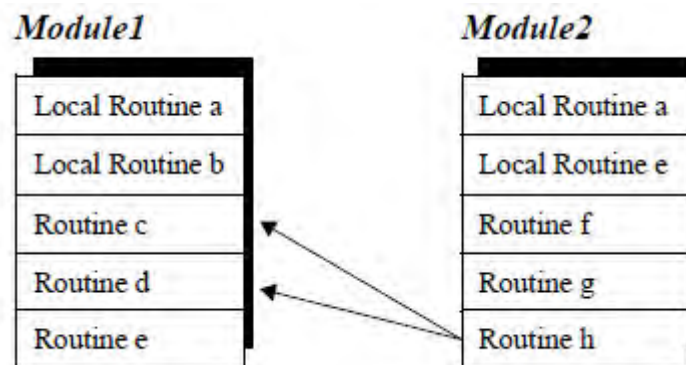 Module1
Local Routine a
Local Routine b
Routine c
Routine d
Routine e
Module2
Local Routine a
Local Routine e
Routine f
Routine g
Routine h